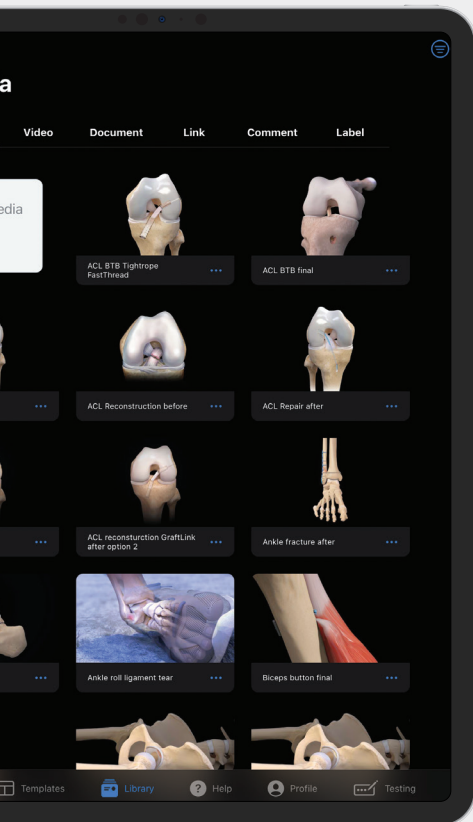 a
Video Document Link Comment Label
edia
ACL BTB Tightrope
FastThread
ACL BTB final
ACL Reconstruction before
ACL Repair after
ACL reconsturction GraftLink
after option 2
Ankle fracture after
Ankle roll ligament tear
Biceps button final
Templates Library ? Help Profile Testing